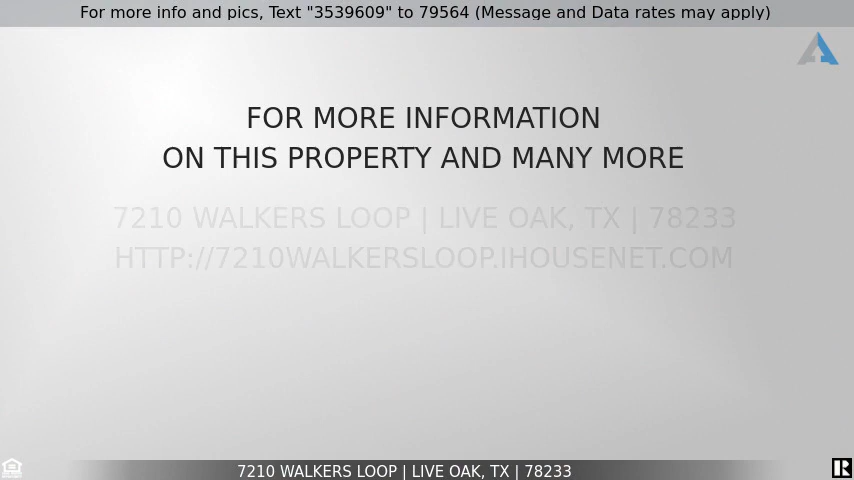 For more info and pics, Text "3539609" to 79564 (Message and Data rates may apply)
FOR MORE INFORMATION
ON THIS PROPERTY AND MANY MORE
7210 WALKERS LOOP | LIVE OAK, TX | 78233
HTTP://7210WALKERSLOOP.IHOUSENET.COM
7210 WALKERS LOOP | LIVE OAK, TX | 78233